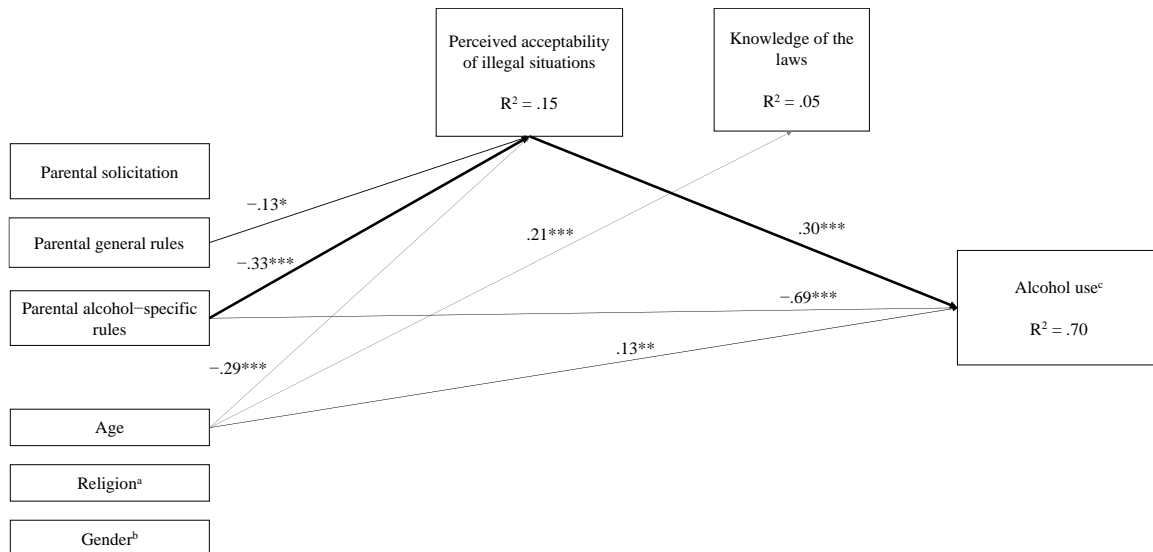 Perceived acceptability
of illegal situations
R² = .15
Knowledge of the
laws
R² = .05
Parental solicitation
−.13*
Parental general rules
.21***
.30***
−.33***
Parental alcohol−specific
rules
−.69***
Alcohol useᶜ
R² = .70
−.29***
.13**
Age
Religionᵃ
Genderᵇ